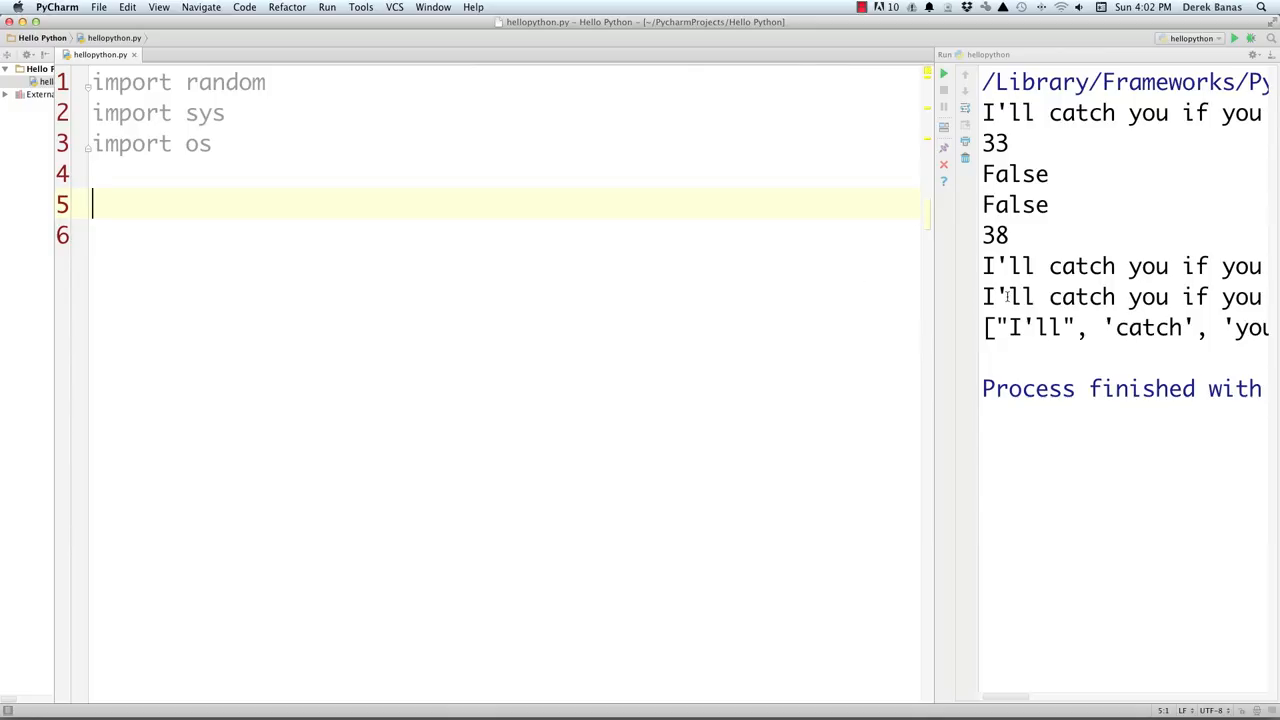 PyCharm File Edit View Navigate Code Refactor Run Tools VCS Window Help 10 Sun 4:02 PM Derek Banas
hellopython.py – Hello Python – [~/PycharmProjects/Hello Python]
Hello Python hellopython.py hellopython
hellopython.py
Run hellopython
Hello P
hell
Externa
1 import random
2 import sys
3 import os
4
5
6
/Library/Frameworks/Py
I'll catch you if you
33
False
False
38
I'll catch you if you
I'll catch you if you
["I'll", 'catch', 'you
Process finished with
5:1 LF UTF-8